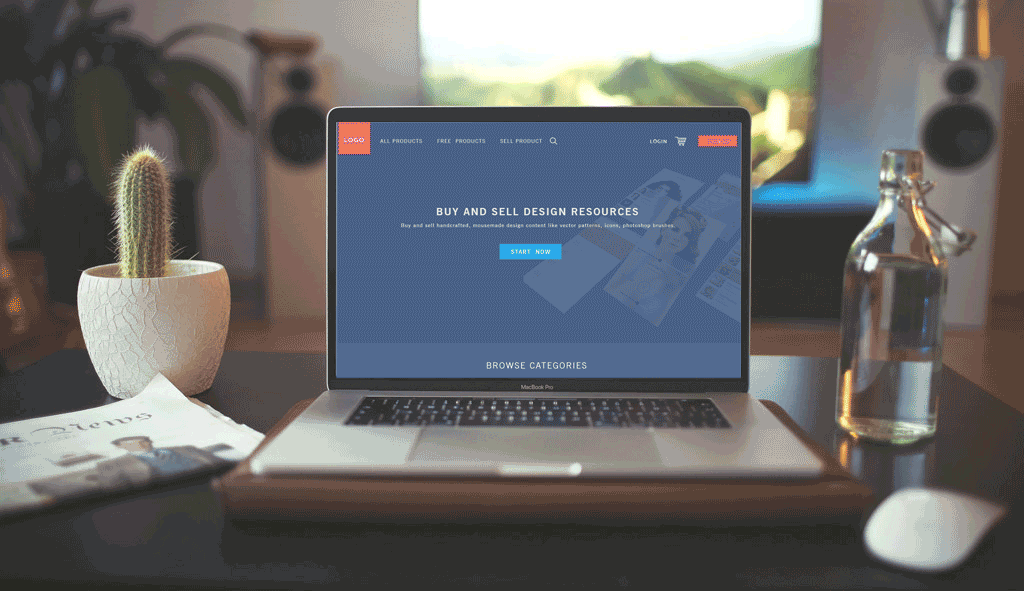 LOGO
ALL PRODUCTS FREE PRODUCTS SELL PRODUCT LOGIN
BUY AND SELL DESIGN RESOURCES
Buy and sell handcrafted, mousemade design content like vector patterns, icons, photoshop brushes.
START NOW
BROWSE CATEGORIES
MacBook Pro
News